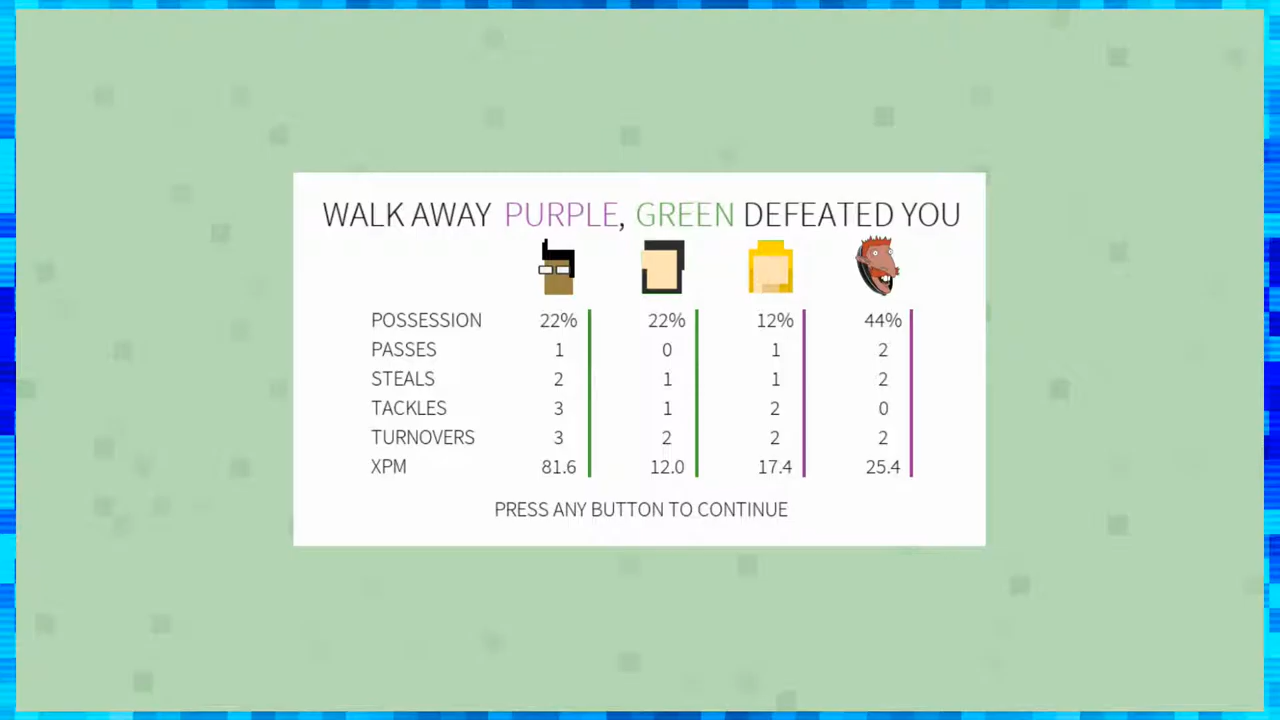 WALK AWAY PURPLE, GREEN DEFEATED YOU
POSSESSION 22% 22% 12% 44%
PASSES 1 0 1 2
STEALS 2 1 1 2
TACKLES 3 1 2 0
TURNOVERS 3 2 2 2
XPM 81.6 12.0 17.4 25.4
PRESS ANY BUTTON TO CONTINUE